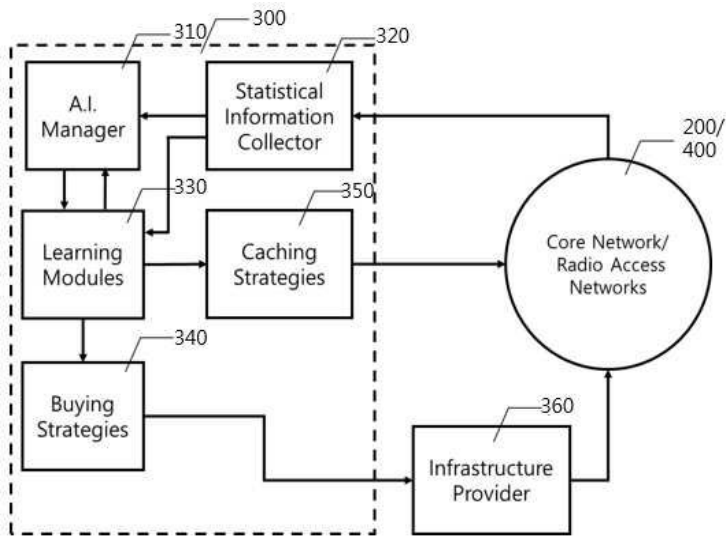 300
310
320
A.I.
Manager
Statistical
Information
Collector
200/
400
330
350
Learning
Modules
Caching
Strategies
Core Network/
Radio Access
Networks
340
Buying
Strategies
360
Infrastructure
Provider